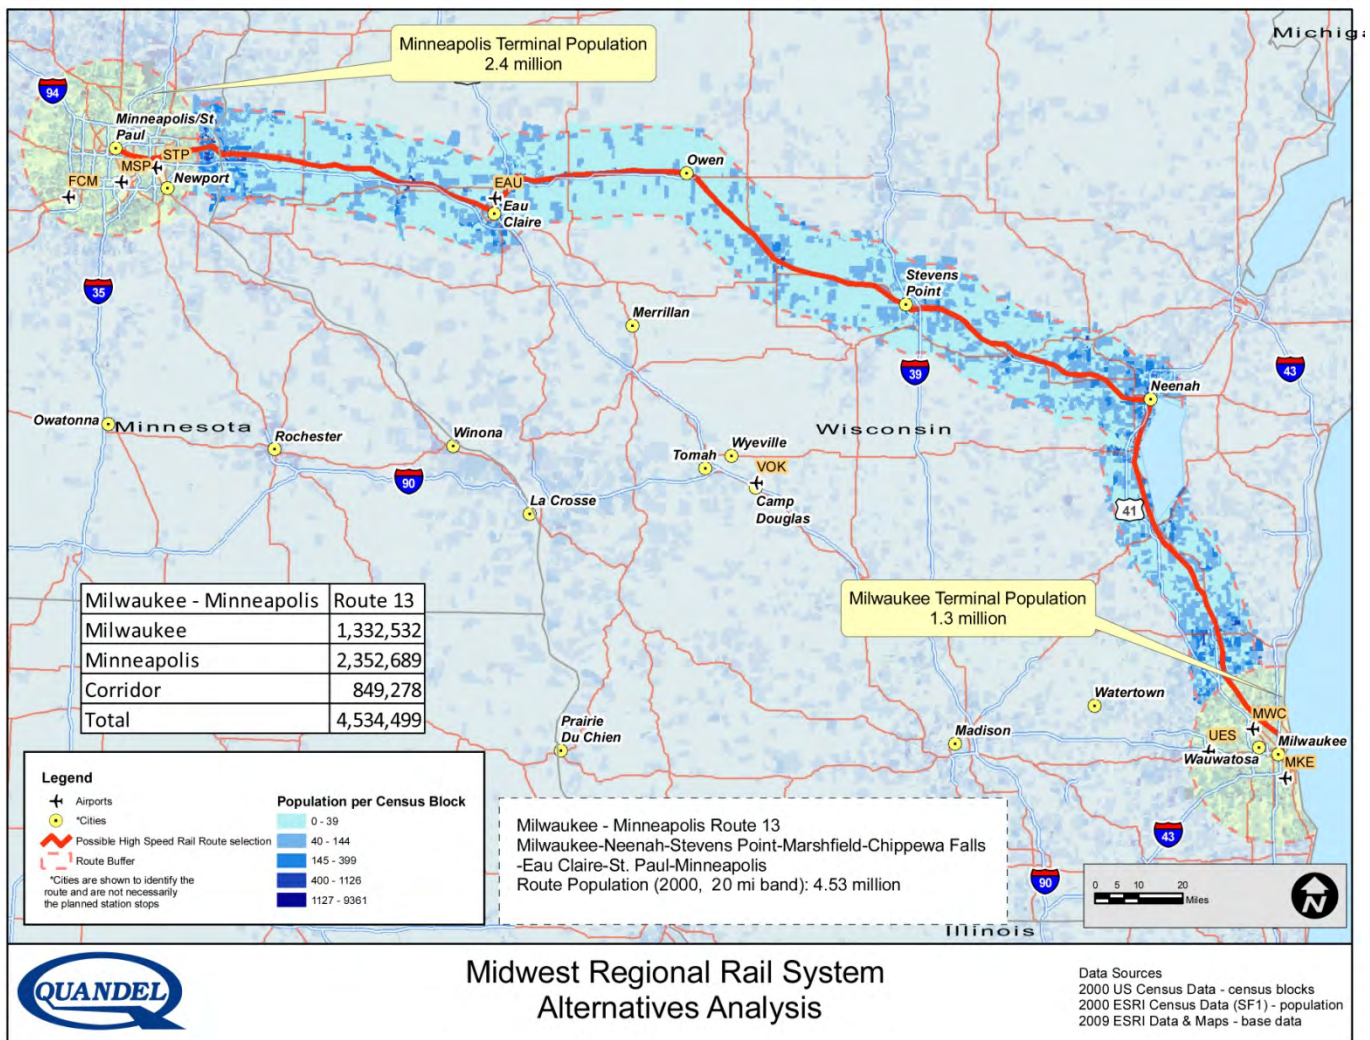 Michiga
Minneapolis Terminal Population
2.4 million
94
Minneapolis/St
Paul
STP
MSP
FCM
Newport
EAU
Eau
Claire
Owen
35
Stevens
Point
Merrillan
39
43
Neenah
Owatonna
Minnesota
Rochester
Winona
Wisconsin
Wyeville
Tomah
VOK
90
Camp
Douglas
La Crosse
41
Milwaukee Terminal Population
1.3 million
Milwaukee - Minneapolis Route 13
Milwaukee 1,332,532
Minneapolis 2,352,689
Corridor 849,278
Total 4,534,499
Watertown
Prairie
Du Chien
Madison
MWC
UES
Milwaukee
Wauwatosa
MKE
43
90
Illinois
Legend
Airports
*Cities
Possible High Speed Rail Route selection
Route Buffer
*Cities are shown to identify the
route and are not necessarily
the planned station stops
Population per Census Block
0 - 39
40 - 144
145 - 399
400 - 1126
1127 - 9361
Milwaukee - Minneapolis Route 13
Milwaukee-Neenah-Stevens Point-Marshfield-Chippewa Falls
-Eau Claire-St. Paul-Minneapolis
Route Population (2000, 20 mi band): 4.53 million
0 5 10 20
Miles
N
QUANDEL
Midwest Regional Rail System
Alternatives Analysis
Data Sources
2000 US Census Data - census blocks
2000 ESRI Census Data (SF1) - population
2009 ESRI Data & Maps - base data